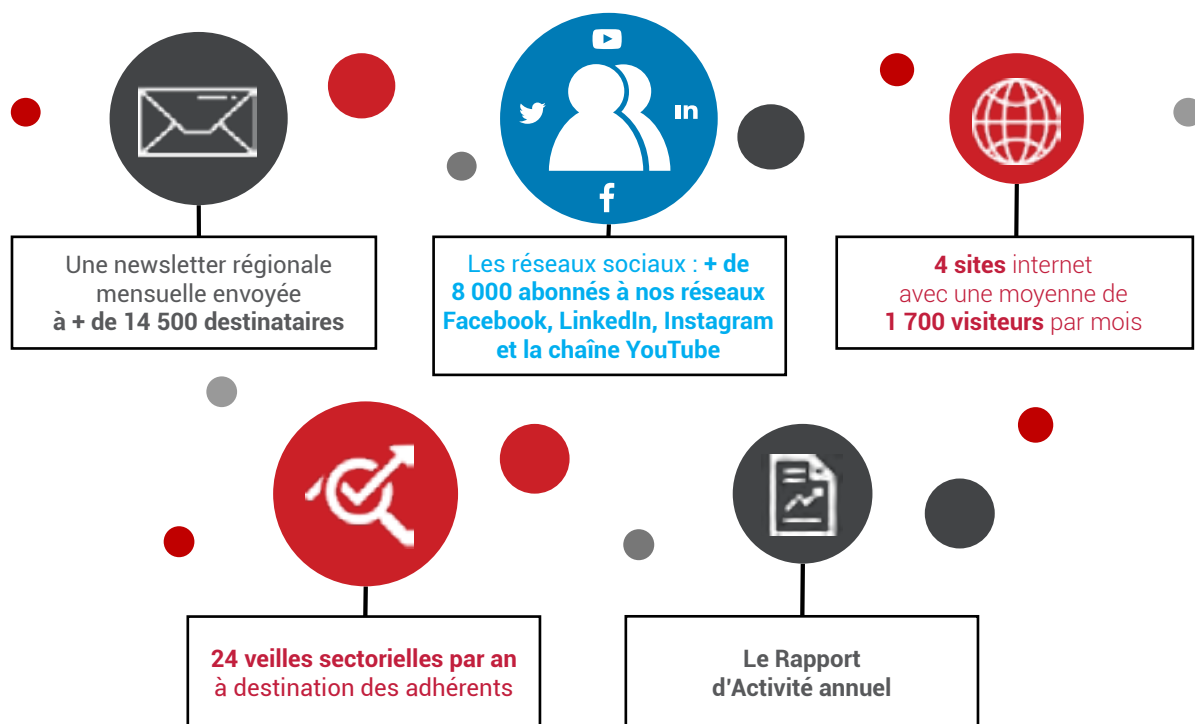 Une newsletter régionale
mensuelle envoyée
à + de 14 500 destinataires
Les réseaux sociaux : + de
8 000 abonnés à nos réseaux
Facebook, LinkedIn, Instagram
et la chaîne YouTube
4 sites internet
avec une moyenne de
1 700 visiteurs par mois
24 veilles sectorielles par an
à destination des adhérents
Le Rapport
d'Activité annuel